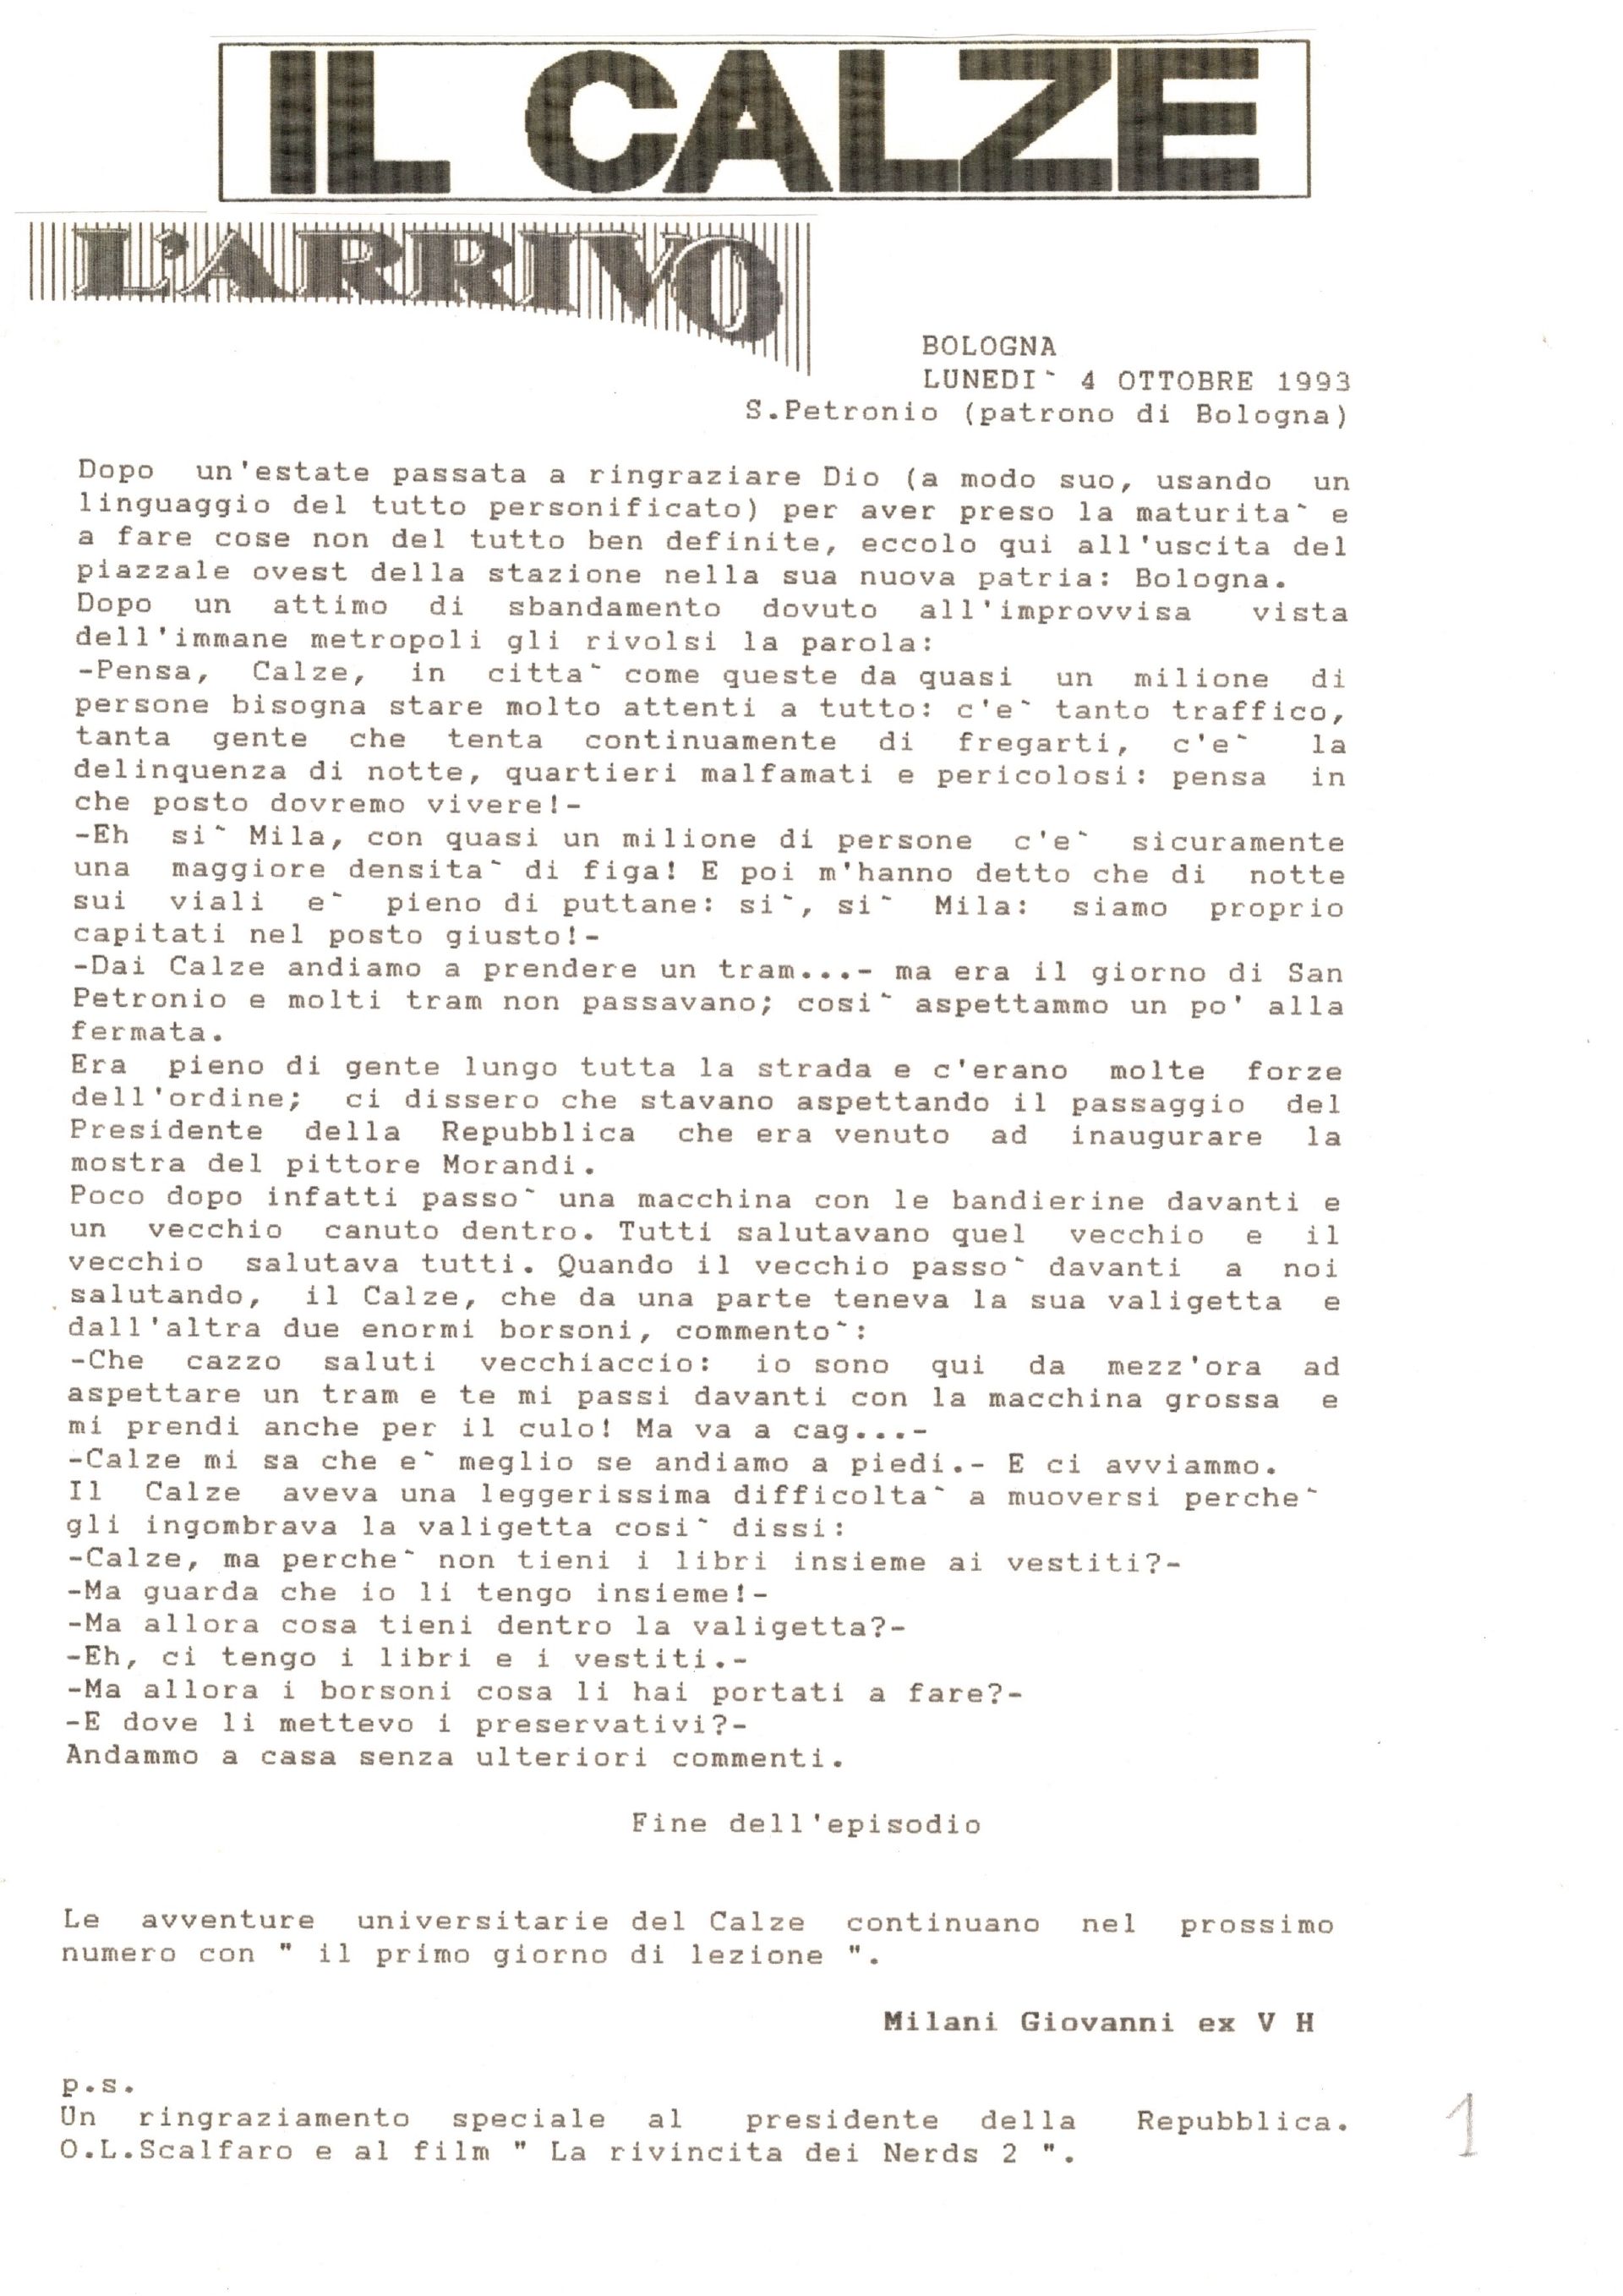 IL CALZE
L'ARRIVO
BOLOGNA
LUNEDI` 4 OTTOBRE 1993
S.Petronio (patrono di Bologna)
Dopo un'estate passata a ringraziare Dio (a modo suo, usando un
linguaggio del tutto personificato) per aver preso la maturita` e
a fare cose non del tutto ben definite, eccolo qui all'uscita del
piazzale ovest della stazione nella sua nuova patria: Bologna.
Dopo un attimo di sbandamento dovuto all'improvvisa vista
dell'immane metropoli gli rivolsi la parola:
-Pensa, Calze, in citta` come queste da quasi un milione di
persone bisogna stare molto attenti a tutto: c'e` tanto traffico,
tanta gente che tenta continuamente di fregarti, c'e` la
delinquenza di notte, quartieri malfamati e pericolosi: pensa in
che posto dovremo vivere!-
-Eh si` Mila, con quasi un milione di persone c'e` sicuramente
una maggiore densita` di figa! E poi m'hanno detto che di notte
sui viali e` pieno di puttane: si`, si` Mila: siamo proprio
capitati nel posto giusto!-
-Dai Calze andiamo a prendere un tram...- ma era il giorno di San
Petronio e molti tram non passavano; cosi` aspettammo un po' alla
fermata.
Era pieno di gente lungo tutta la strada e c'erano molte forze
dell'ordine; ci dissero che stavano aspettando il passaggio del
Presidente della Repubblica che era venuto ad inaugurare la
mostra del pittore Morandi.
Poco dopo infatti passo` una macchina con le bandierine davanti e
un vecchio canuto dentro. Tutti salutavano quel vecchio e il
vecchio salutava tutti. Quando il vecchio passo` davanti a noi
salutando, il Calze, che da una parte teneva la sua valigetta e
dall'altra due enormi borsoni, commento`:
-Che cazzo saluti vecchiaccio: io sono qui da mezz'ora ad
aspettare un tram e te mi passi davanti con la macchina grossa e
mi prendi anche per il culo! Ma va a cag...-
-Calze mi sa che e` meglio se andiamo a piedi.- E ci avviammo.
Il Calze aveva una leggerissima difficolta` a muoversi perche`
gli ingombrava la valigetta cosi` dissi:
-Calze, ma perche` non tieni i libri insieme ai vestiti?-
-Ma guarda che io li tengo insieme!-
-Ma allora cosa tieni dentro la valigetta?-
-Eh, ci tengo i libri e i vestiti.-
-Ma allora i borsoni cosa li hai portati a fare?-
-E dove li mettevo i preservativi?-
Andammo a casa senza ulteriori commenti.
Fine dell'episodio
Le avventure universitarie del Calze continuano nel prossimo
numero con " il primo giorno di lezione ".
Milani Giovanni ex V H
p.s.
Un ringraziamento speciale al presidente della Repubblica.
O.L.Scalfaro e al film " La rivincita dei Nerds 2 ".
1